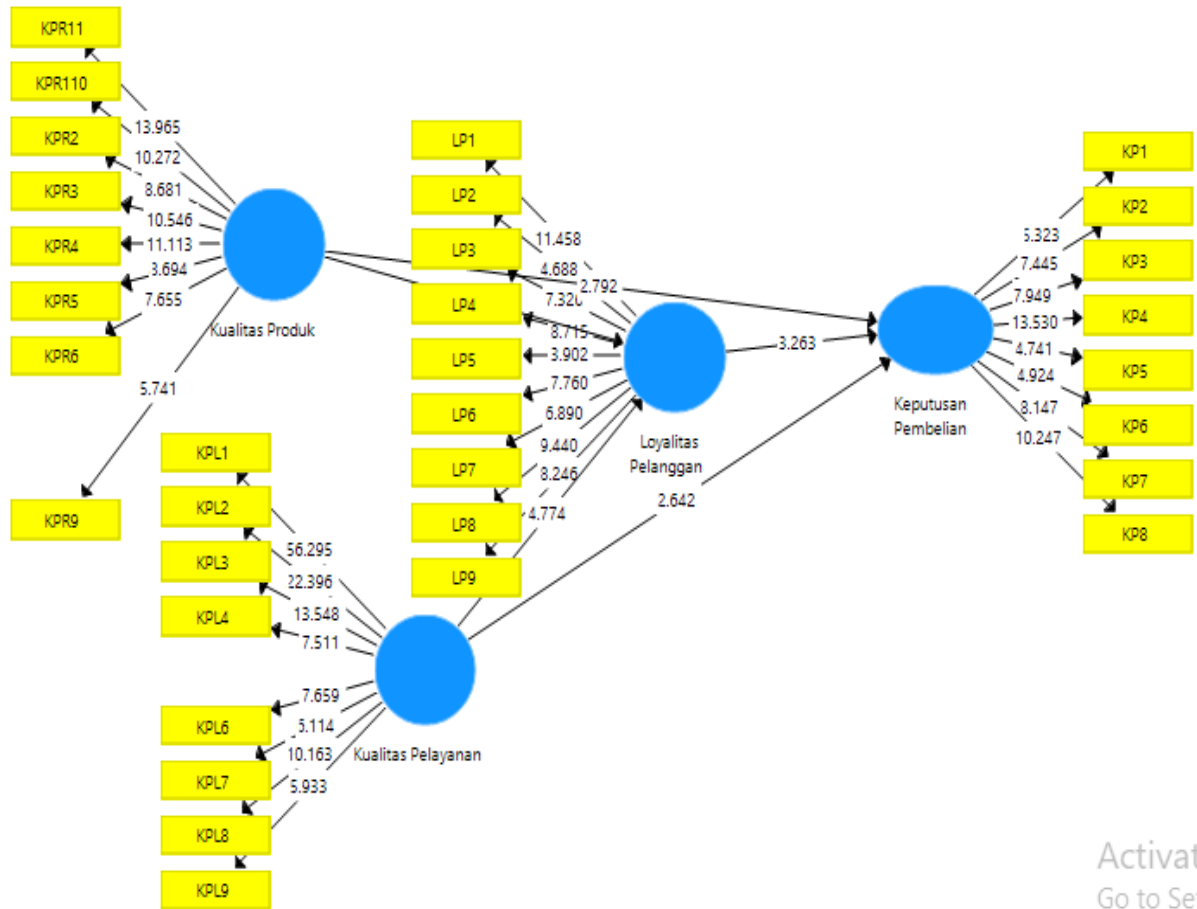 KPR11
KPR110
KPR2
KPR3
KPR4
KPR5
KPR6
KPR9
13.965
10.272
8.681
10.546
11.113
3.694
7.655
5.741
Kualitas Produk
LP1
LP2
LP3
LP4
LP5
LP6
LP7
LP8
LP9
11.458
4.688
2.792
8.715
3.902
7.760
6.890
9.440
8.246
4.774
Loyalitas
Pelanggan
3.263
2.642
KPL1
KPL2
KPL3
KPL4
KPL6
KPL7
KPL8
KPL9
56.295
22.396
13.548
7.511
7.659
10.163
5.933
Kualitas Pelayanan
Keputusan
Pembelian
5.323
7.445
7.949
13.530
4.741
4.924
8.147
10.247
KP1
KP2
KP3
KP4
KP5
KP6
KP7
KP8
Activat
Go to Set